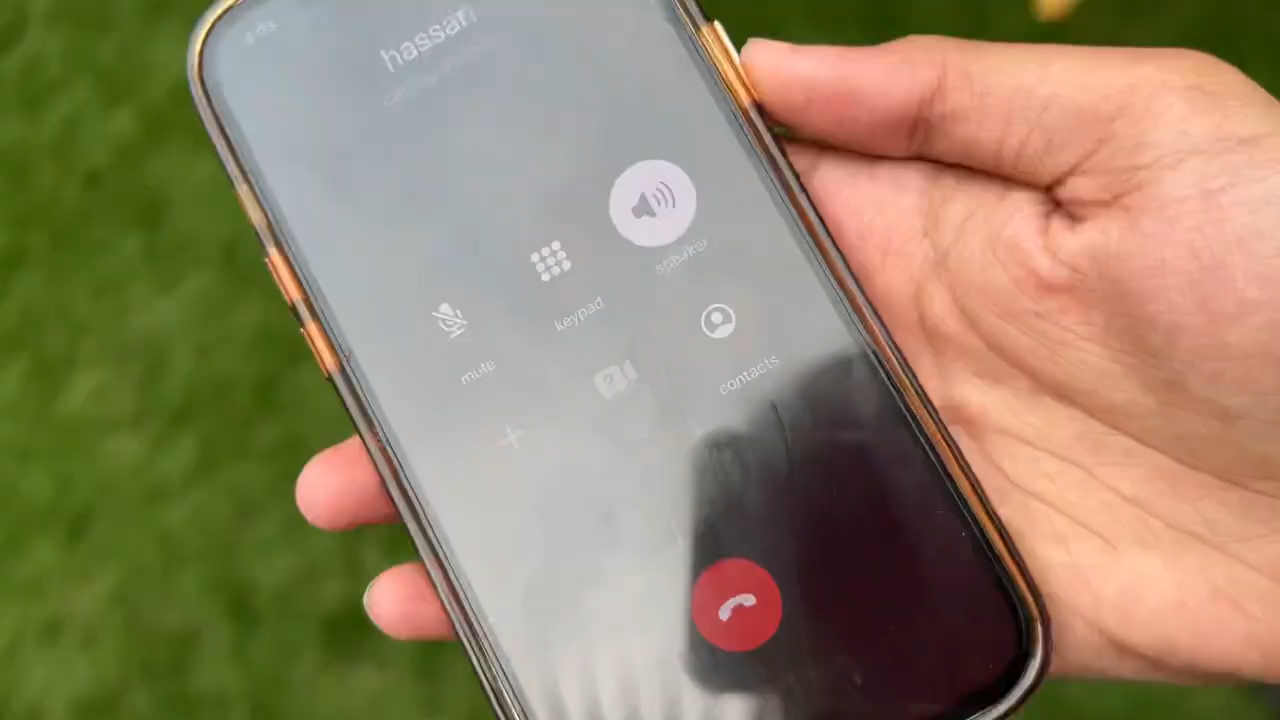 hassan
speaker
keypad
mute
contacts